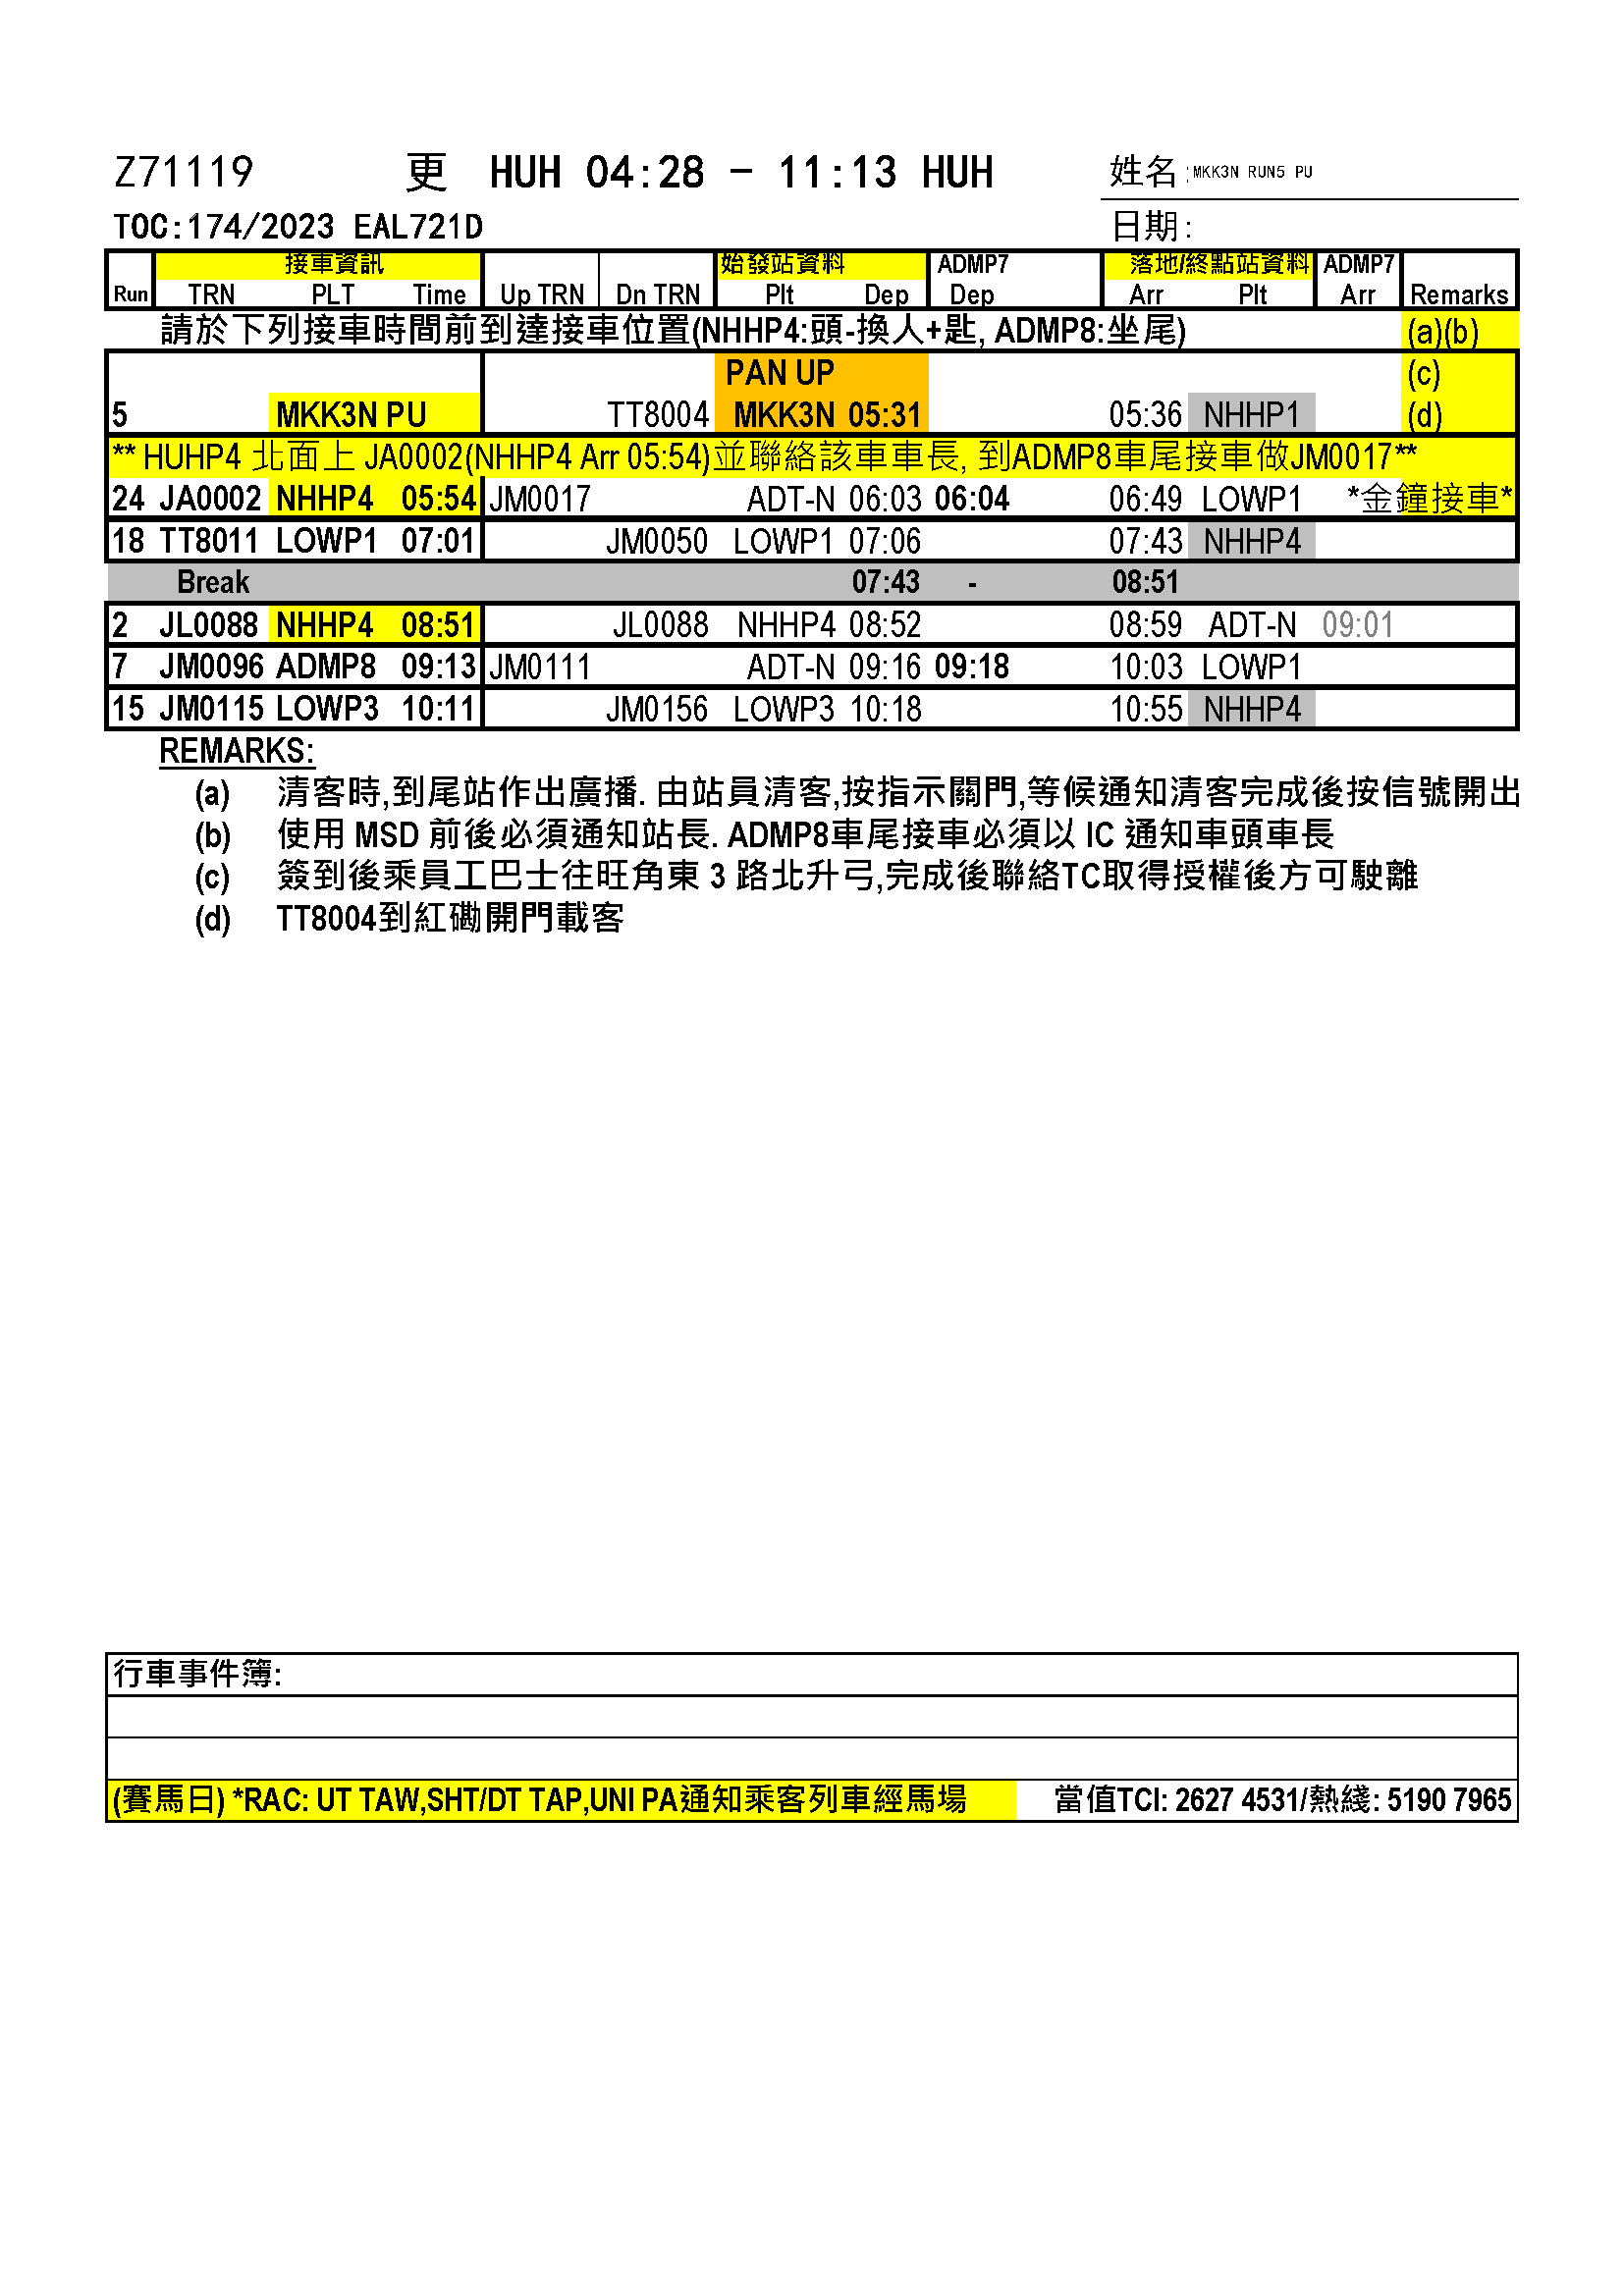 Z71119 更 HUH 04:28 - 11:13 HUH 姓名:MKK3N RUN5 PU
TOC:174/2023 EAL721D 日期:
接車資訊 始發站資料 ADMP7 落地/終點站資料 ADMP7
Run TRN PLT Time Up TRN Dn TRN Plt Dep Dep Arr Plt Arr Remarks
請於下列接車時間前到達接車位置(NHHP4:頭-換人+匙, ADMP8:坐尾) (a)(b)
PAN UP (c)
5 MKK3N PU TT8004 MKK3N 05:31 05:36 NHHP1 (d)
** HUHP4 北面上 JA0002(NHHP4 Arr 05:54)並聯絡該車車長, 到ADMP8車尾接車做JM0017**
24 JA0002 NHHP4 05:54 JM0017 ADT-N 06:03 06:04 06:49 LOWP1 *金鐘接車*
18 TT8011 LOWP1 07:01 JM0050 LOWP1 07:06 07:43 NHHP4
Break 07:43 - 08:51
2 JL0088 NHHP4 08:51 JL0088 NHHP4 08:52 08:59 ADT-N 09:01
7 JM0096 ADMP8 09:13 JM0111 ADT-N 09:16 09:18 10:03 LOWP1
15 JM0115 LOWP3 10:11 JM0156 LOWP3 10:18 10:55 NHHP4
REMARKS:
(a) 清客時,到尾站作出廣播. 由站員清客,按指示關門,等候通知清客完成後按信號開出
(b) 使用 MSD 前後必須通知站長. ADMP8車尾接車必須以 IC 通知車頭車長
(c) 簽到後乘員工巴士往旺角東 3 路北升弓,完成後聯絡TC取得授權後方可駛離
(d) TT8004到紅磡開門載客
行車事件簿:
(賽馬日) *RAC: UT TAW,SHT/DT TAP,UNI PA通知乘客列車經馬場 當值TCI: 2627 4531/熱綫: 5190 7965